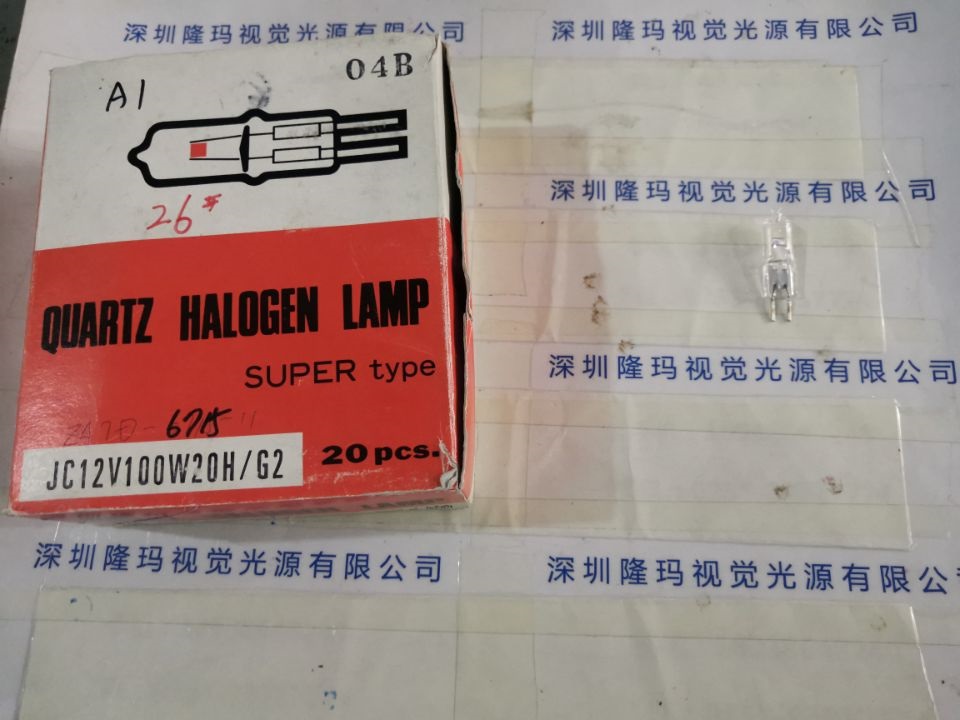 深圳隆玛视觉光源有限公司
深圳隆玛视觉光源有限公司
04B
A1
26#
深圳隆玛视觉光源有限公司
QUARTZ HALOGEN LAMP
SUPER type
深圳隆玛视觉光源有限公司
6715
20 pcs.
JC12V100W20H/G2
HALOGEN LAMP
深圳隆玛视觉光源有限公司
深圳隆玛视觉光源有限公